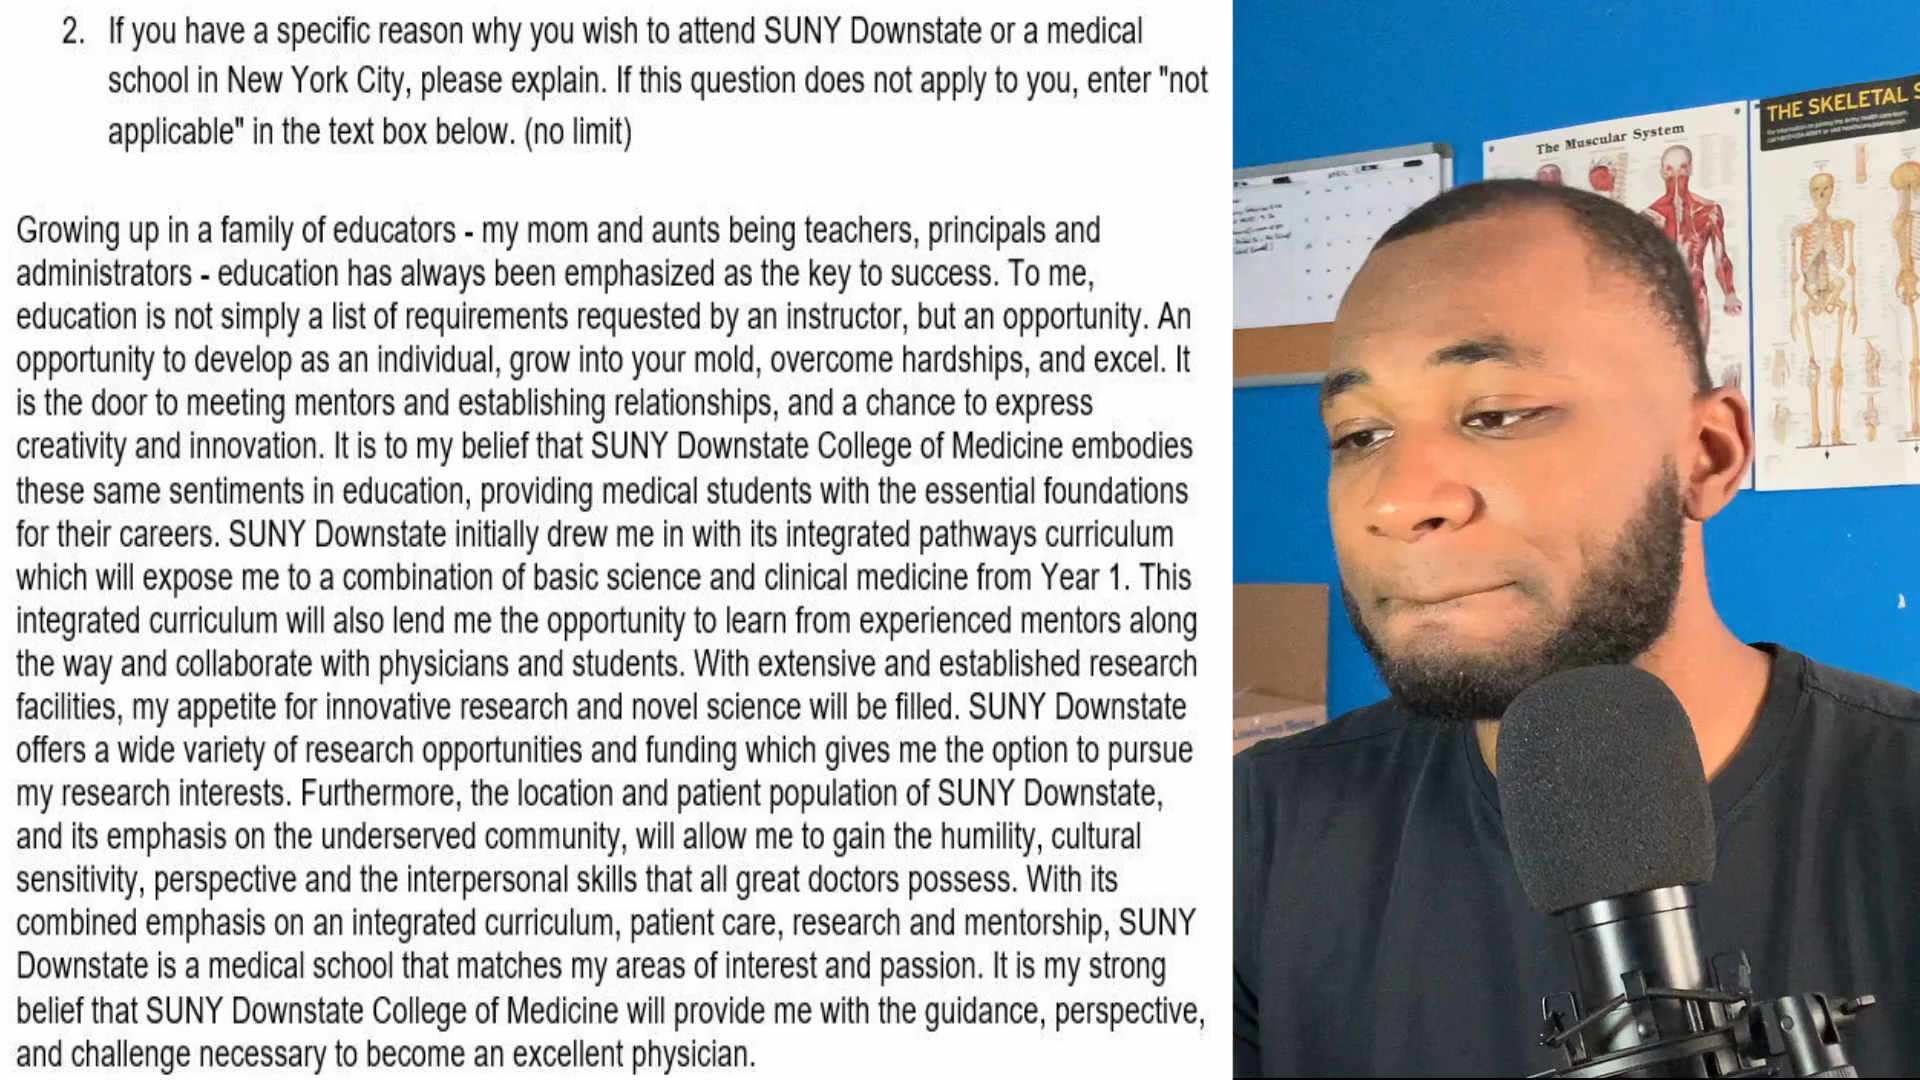 2. If you have a specific reason why you wish to attend SUNY Downstate or a medical
school in New York City, please explain. If this question does not apply to you, enter "not
applicable" in the text box below. (no limit)
Growing up in a family of educators - my mom and aunts being teachers, principals and
administrators - education has always been emphasized as the key to success. To me,
education is not simply a list of requirements requested by an instructor, but an opportunity. An
opportunity to develop as an individual, grow into your mold, overcome hardships, and excel. It
is the door to meeting mentors and establishing relationships, and a chance to express
creativity and innovation. It is to my belief that SUNY Downstate College of Medicine embodies
these same sentiments in education, providing medical students with the essential foundations
for their careers. SUNY Downstate initially drew me in with its integrated pathways curriculum
which will expose me to a combination of basic science and clinical medicine from Year 1. This
integrated curriculum will also lend me the opportunity to learn from experienced mentors along
the way and collaborate with physicians and students. With extensive and established research
facilities, my appetite for innovative research and novel science will be filled. SUNY Downstate
offers a wide variety of research opportunities and funding which gives me the option to pursue
my research interests. Furthermore, the location and patient population of SUNY Downstate,
and its emphasis on the underserved community, will allow me to gain the humility, cultural
sensitivity, perspective and the interpersonal skills that all great doctors possess. With its
combined emphasis on an integrated curriculum, patient care, research and mentorship, SUNY
Downstate is a medical school that matches my areas of interest and passion. It is my strong
belief that SUNY Downstate College of Medicine will provide me with the guidance, perspective,
and challenge necessary to become an excellent physician.
APRIL
The Muscular System
THE SKELETAL S